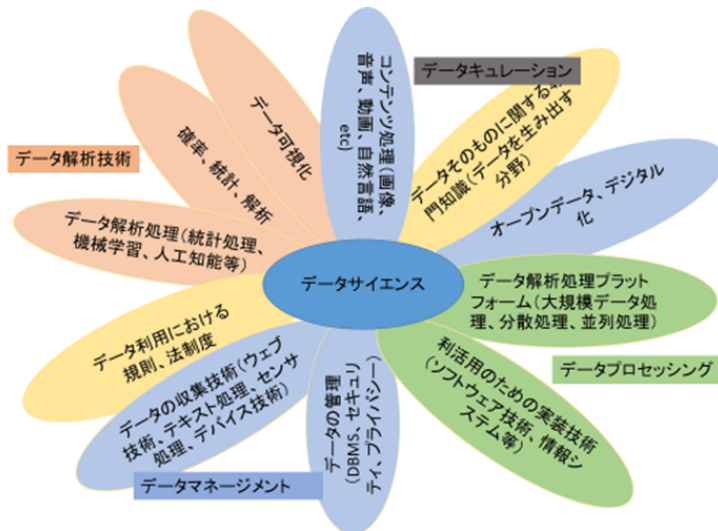 コンテンツ処理(画像、
音声、動画、自然言語、
etc)
データキュレーション
データそのものに関する
門知識(データを生み出す
分野)
オープンデータ、デジタル
化
データ解析処理プラット
フォーム(大規模データ処
理、分散処理、並列処理)
データプロセッシング
利活用のための実装技術
(ソフトウェア技術、情報シ
ステム等)
データの管理
(DBMS、セキュリ
ティ、プライバシー)
データの収集技術(ウェブ
技術、テキスト処理、センサ
処理、デバイス技術)
データマネージメント
データ利用における
規則、法制度
データ解析処理(統計処理、
機械学習、人工知能等)
データ解析技術
確率、統計、解析
データ可視化
データサイエンス